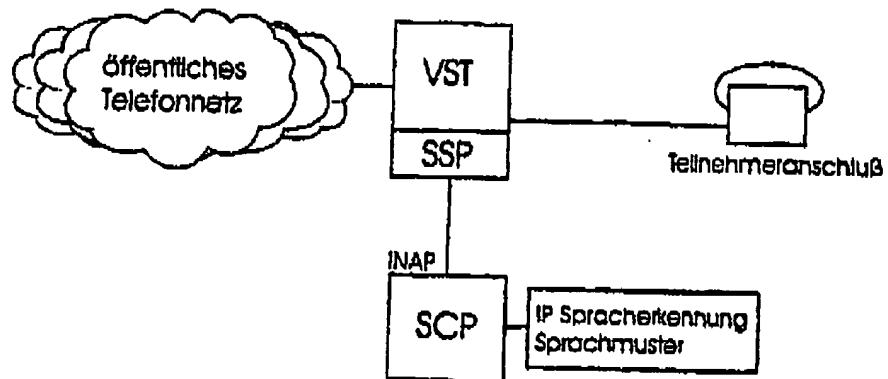 öffentliches
Telefonnetz
VST
SSP
Teilnehmeranschluß
INAP
SCP
IP Spracherkennung
Sprachmuster